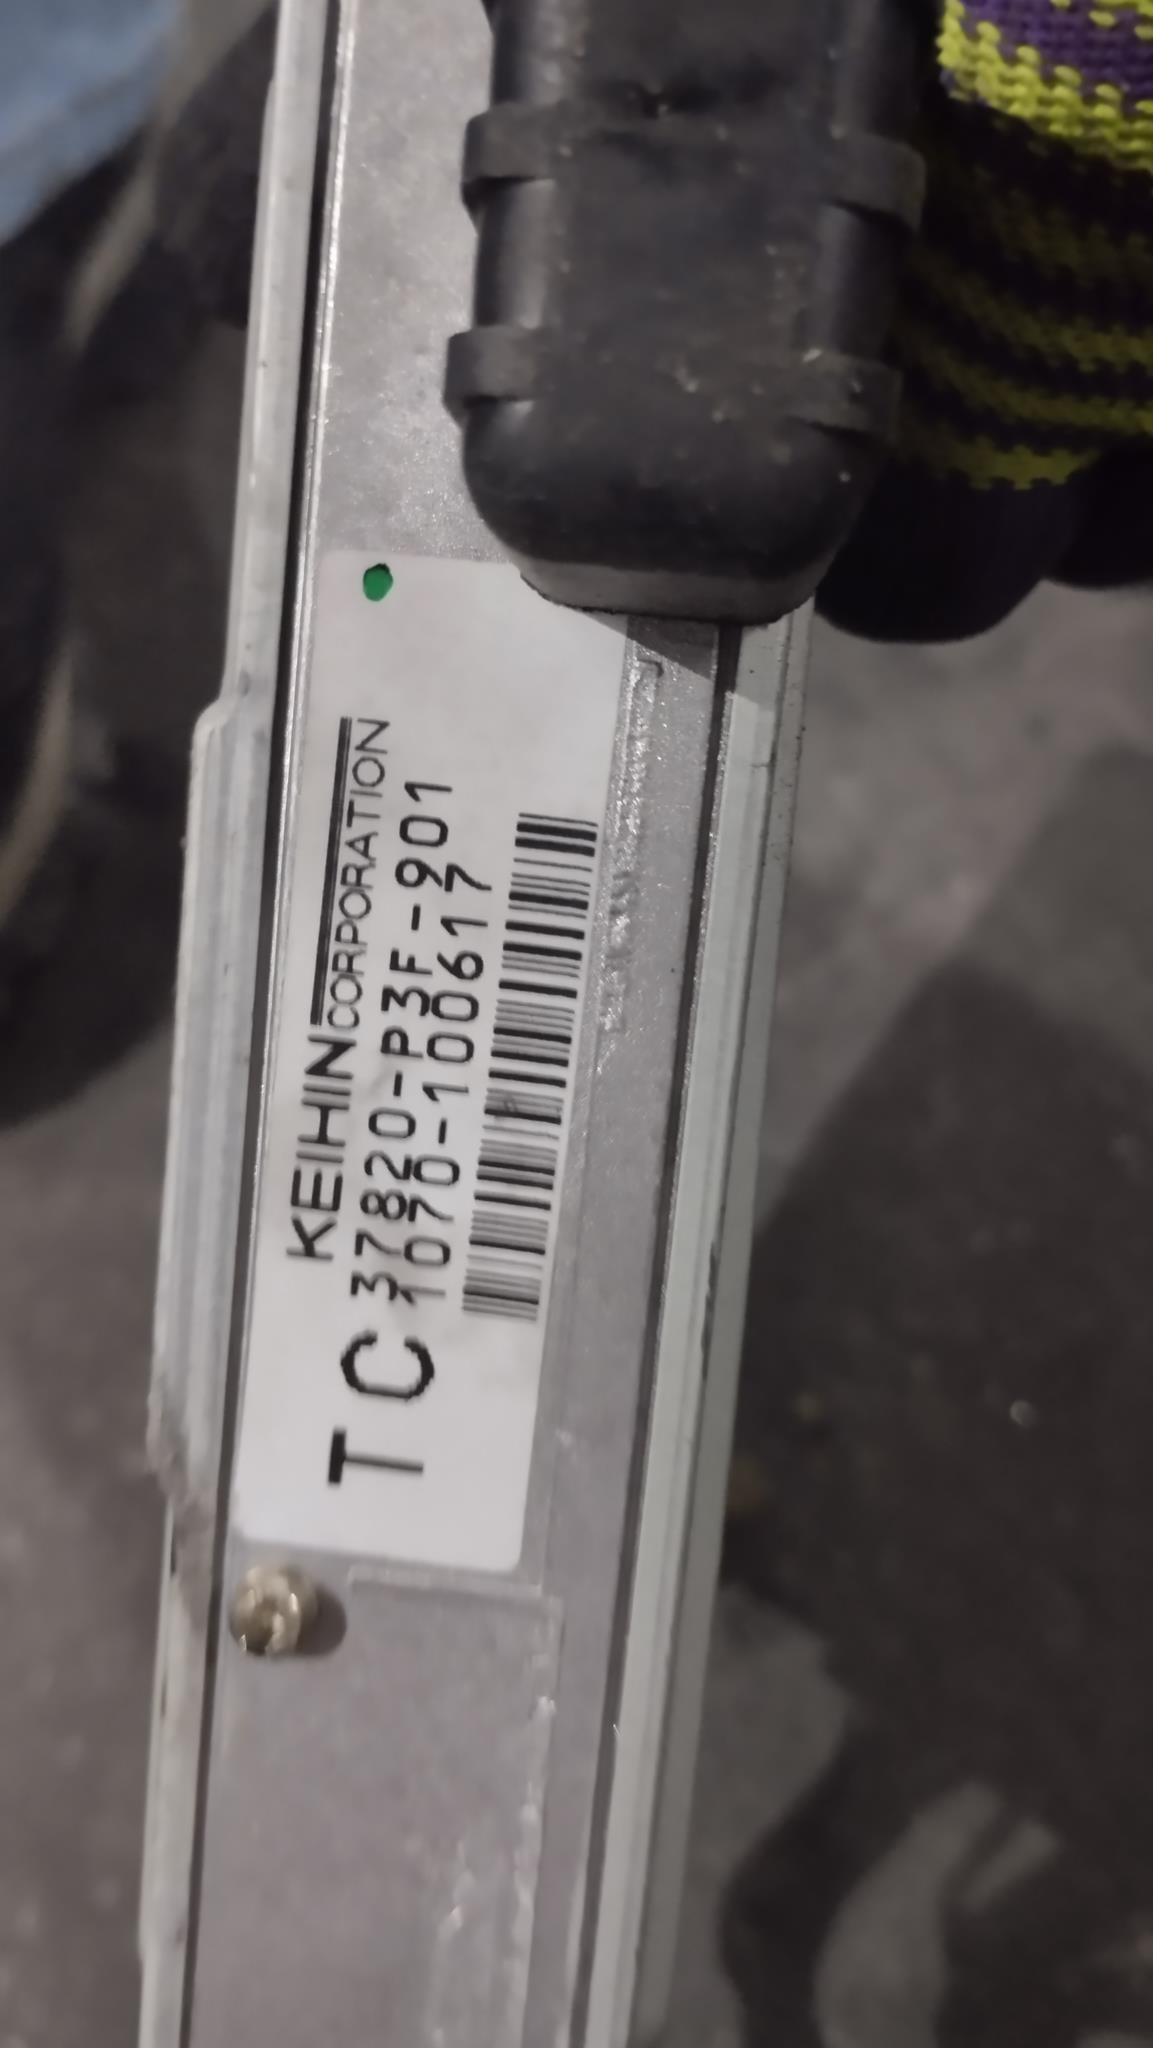 KEIHIN CORPORATION
TC 37820-P3F-901
1070-100617